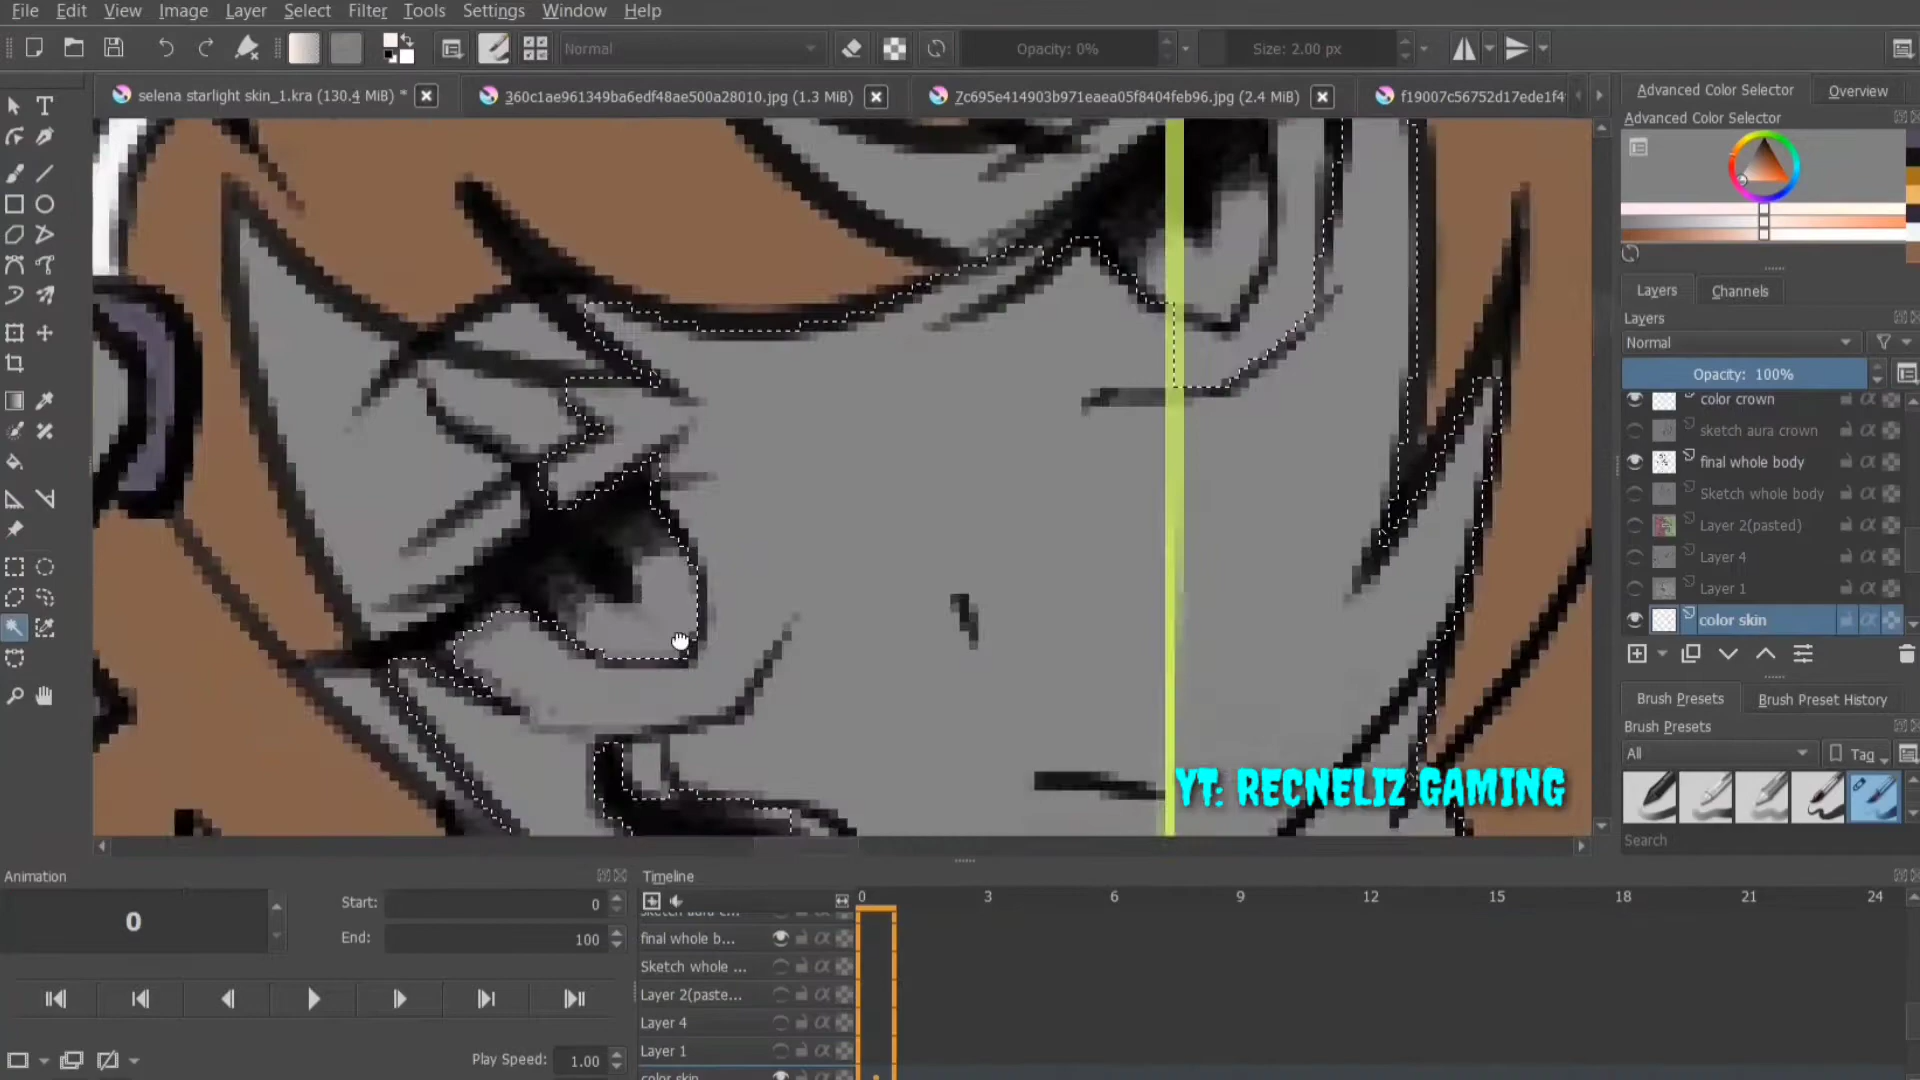 File Edit View Image Layer Select Filter Tools Settings Window Help
Normal Opacity: 0% Size: 2.00 px
selena starlight skin_1.kra (130.4 MiB) *
360c1ae961349ba6edf48ae500a28010.jpg (1.3 MiB)
7c695e414903b971eaea05f8404feb96.jpg (2.4 MiB)
f19007c56752d17ede1f4
Advanced Color Selector Overview
Advanced Color Selector
Layers Channels
Layers
Normal
Opacity: 100%
color crown
sketch aura crown
final whole body
Sketch whole body
Layer 2(pasted)
Layer 4
Layer 1
color skin
Brush Presets Brush Preset History
Brush Presets
All Tag
Search
YT: RECNELIZ GAMING
Animation
0
Start: 0
End: 100
Play Speed: 1.00
Timeline
0 3 6 9 12 15 18 21 24
sketch aura c...
final whole b...
Sketch whole ...
Layer 2(paste...
Layer 4
Layer 1
color skin